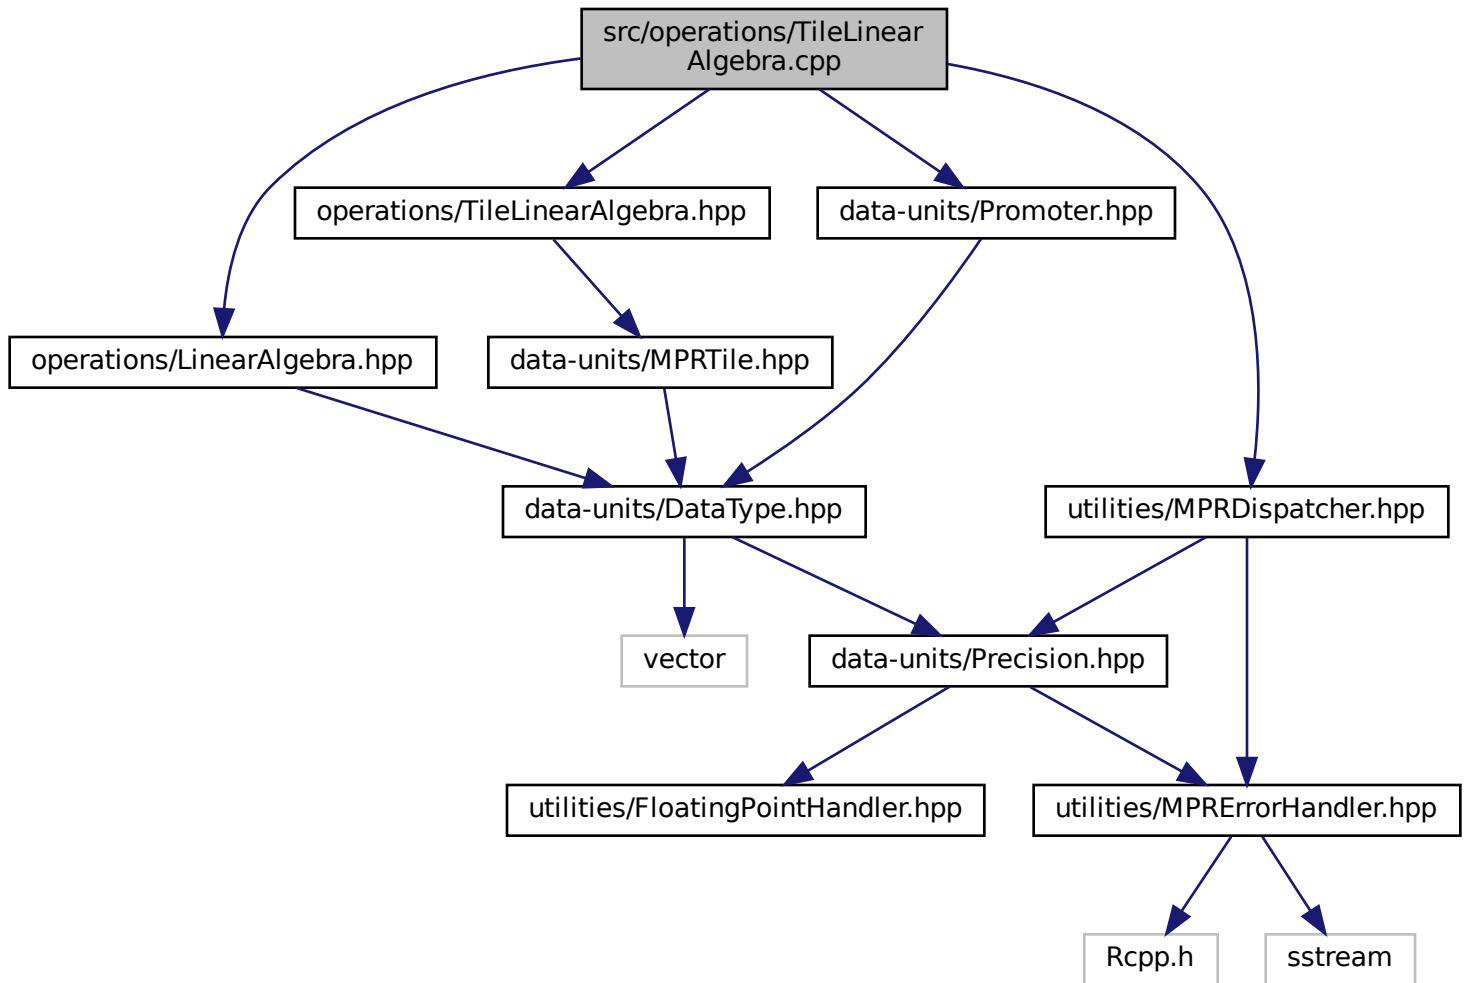 src/operations/TileLinear
Algebra.cpp
operations/TileLinearAlgebra.hpp
data-units/Promoter.hpp
operations/LinearAlgebra.hpp
data-units/MPRTile.hpp
data-units/DataType.hpp
utilities/MPRDispatcher.hpp
vector
data-units/Precision.hpp
utilities/FloatingPointHandler.hpp
utilities/MPRErrorHandler.hpp
Rcpp.h
sstream